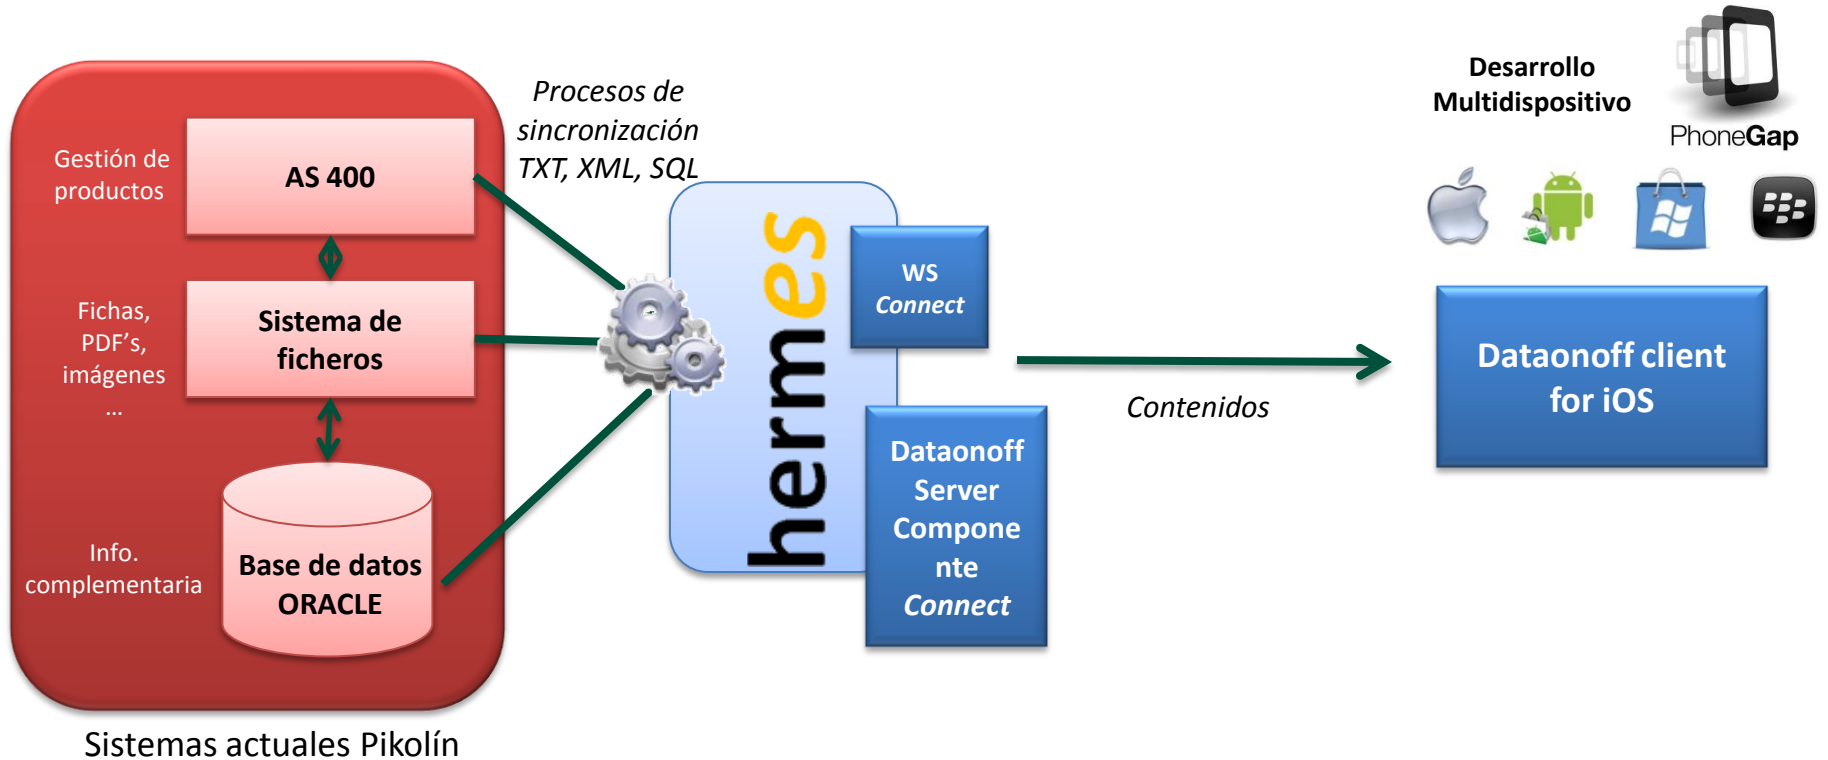 Gestión de
productos
AS 400
Fichas,
PDF’s,
imágenes
...
Sistema de
ficheros
Info.
complementaria
Base de datos
ORACLE
Sistemas actuales Pikolín
Procesos de
sincronización
TXT, XML, SQL
hermes
WS
Connect
Dataonoff
Server
Compone
nte
Connect
Contenidos
Desarrollo
Multidispositivo
PhoneGap
Dataonoff client
for iOS